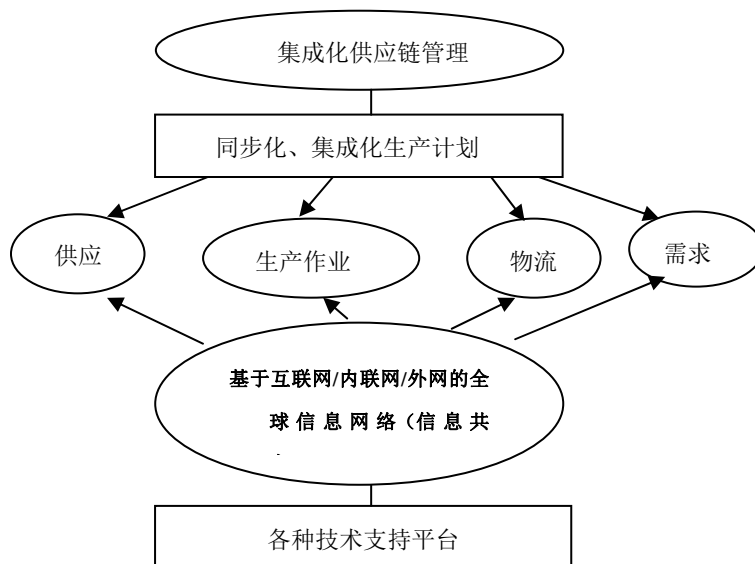 集成化供应链管理
同步化、集成化生产计划
供应
生产作业
物流
需求
基于互联网/内联网/外网的全
球信息网络（信息共
各种技术支持平台